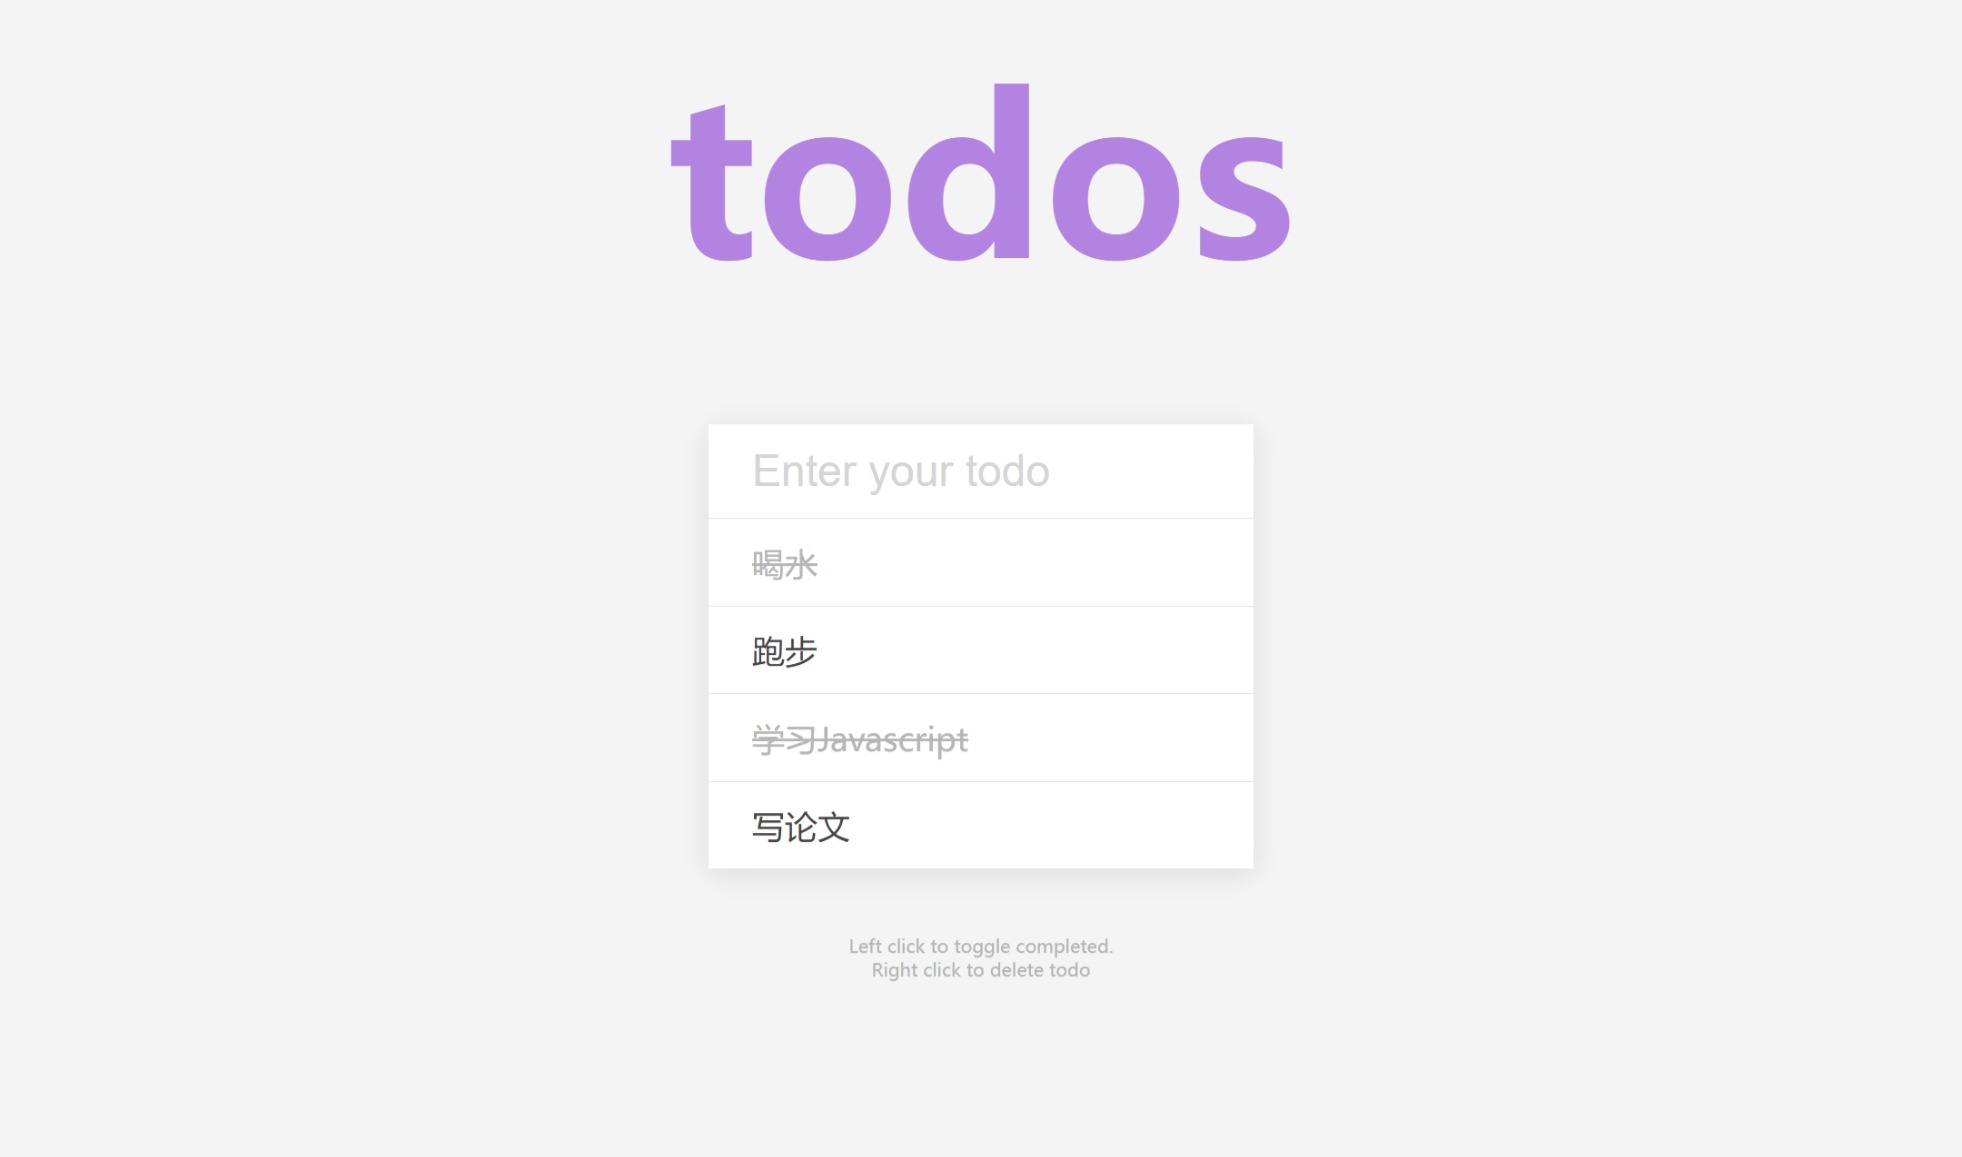 todos
Enter your todo
喝水
跑步
学习Javascript
写论文
Left click to toggle completed.
Right click to delete todo